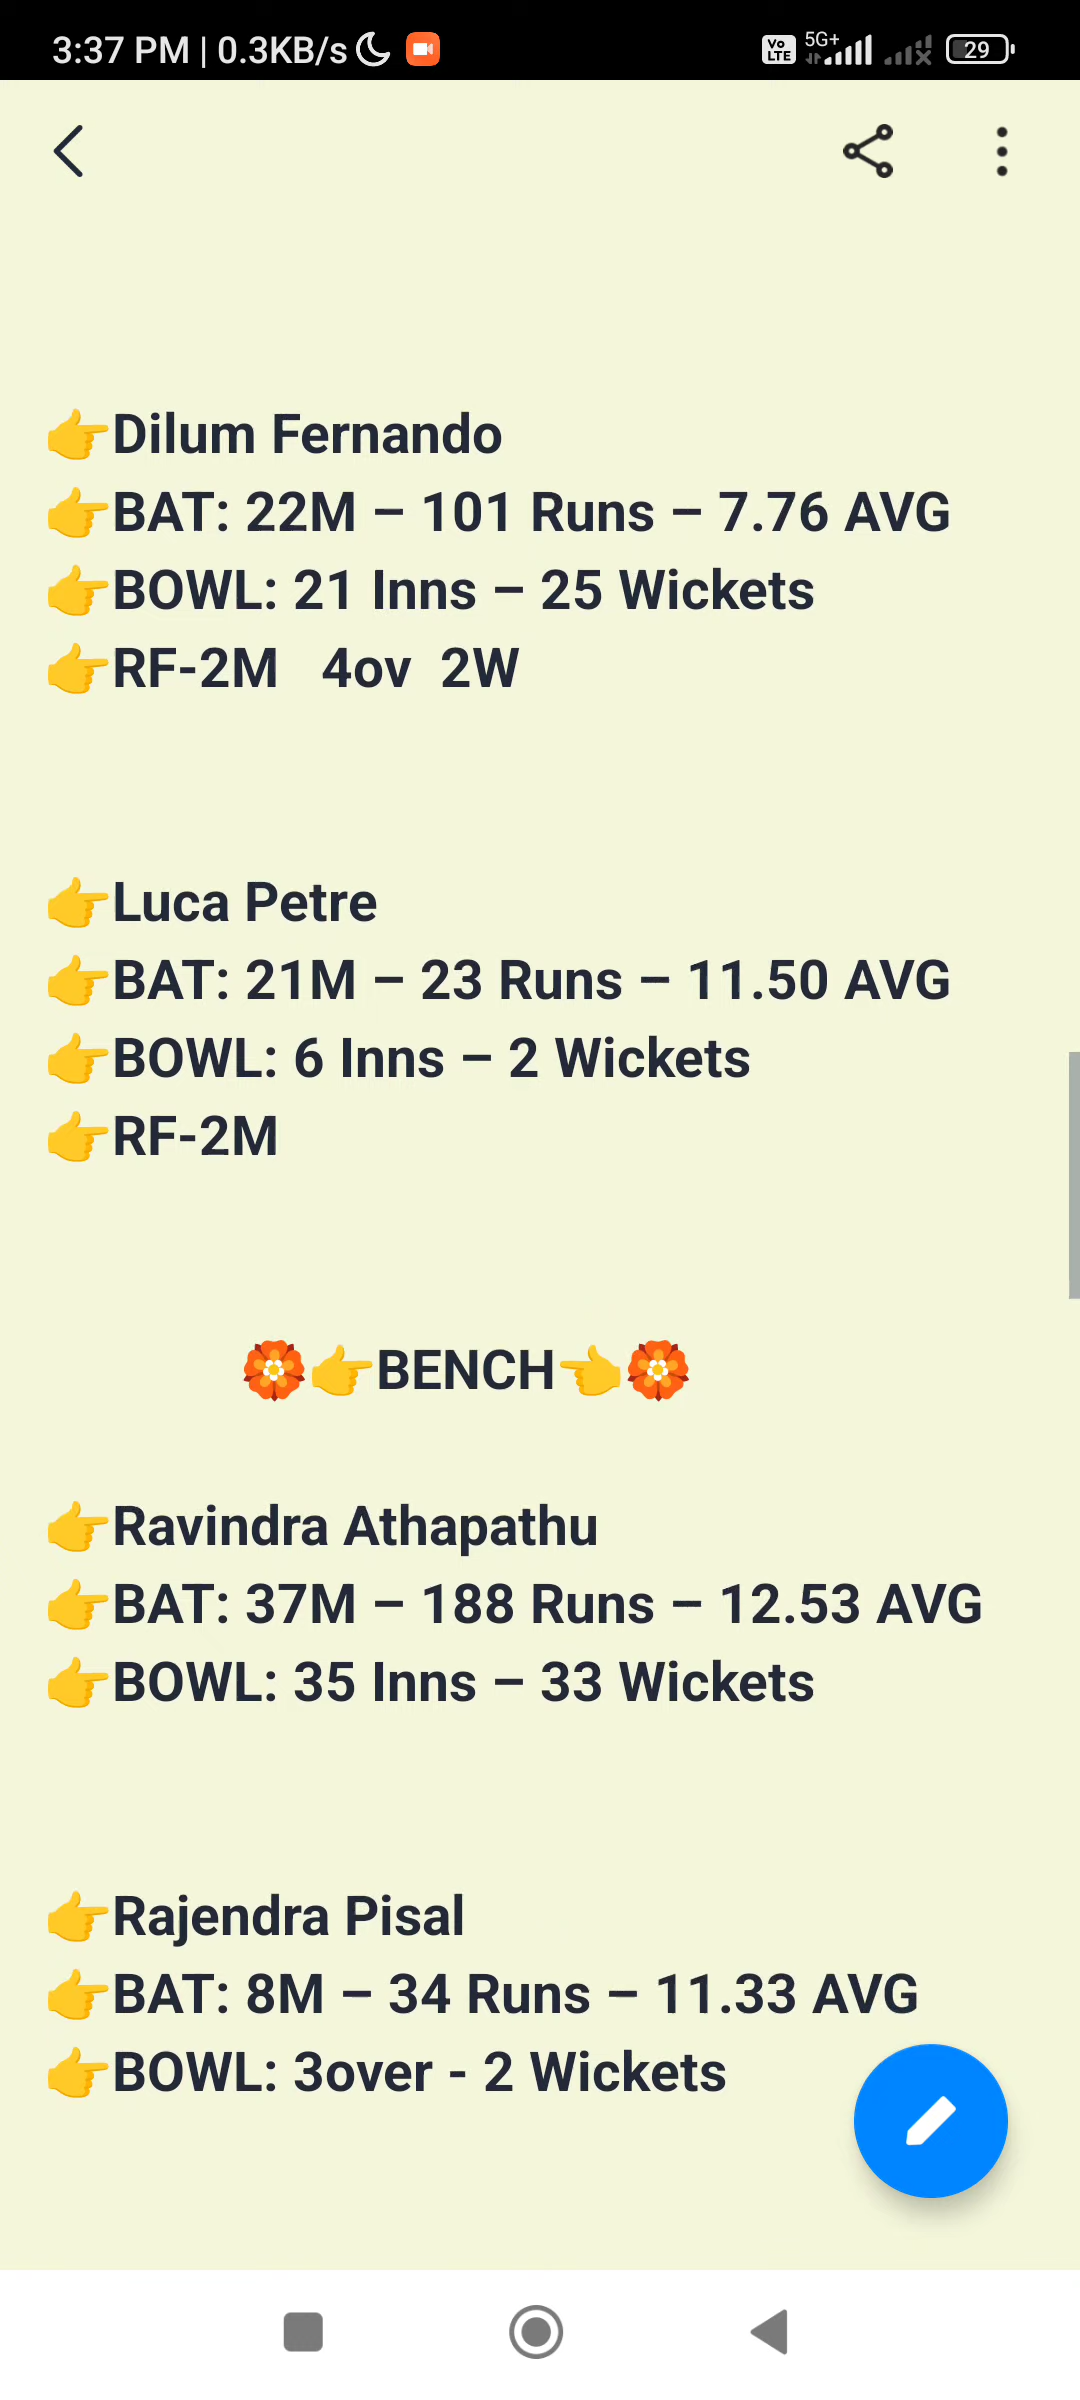 3:37 PM | 0.3KB/s
Vo LTE 5G+ 29
👉Dilum Fernando
👉BAT: 22M – 101 Runs – 7.76 AVG
👉BOWL: 21 Inns – 25 Wickets
👉RF-2M   4ov  2W
👉Luca Petre
👉BAT: 21M – 23 Runs – 11.50 AVG
👉BOWL: 6 Inns – 2 Wickets
👉RF-2M
🏵️👉BENCH👈🏵️
👉Ravindra Athapathu
👉BAT: 37M – 188 Runs – 12.53 AVG
👉BOWL: 35 Inns – 33 Wickets
👉Rajendra Pisal
👉BAT: 8M – 34 Runs – 11.33 AVG
👉BOWL: 3over - 2 Wickets